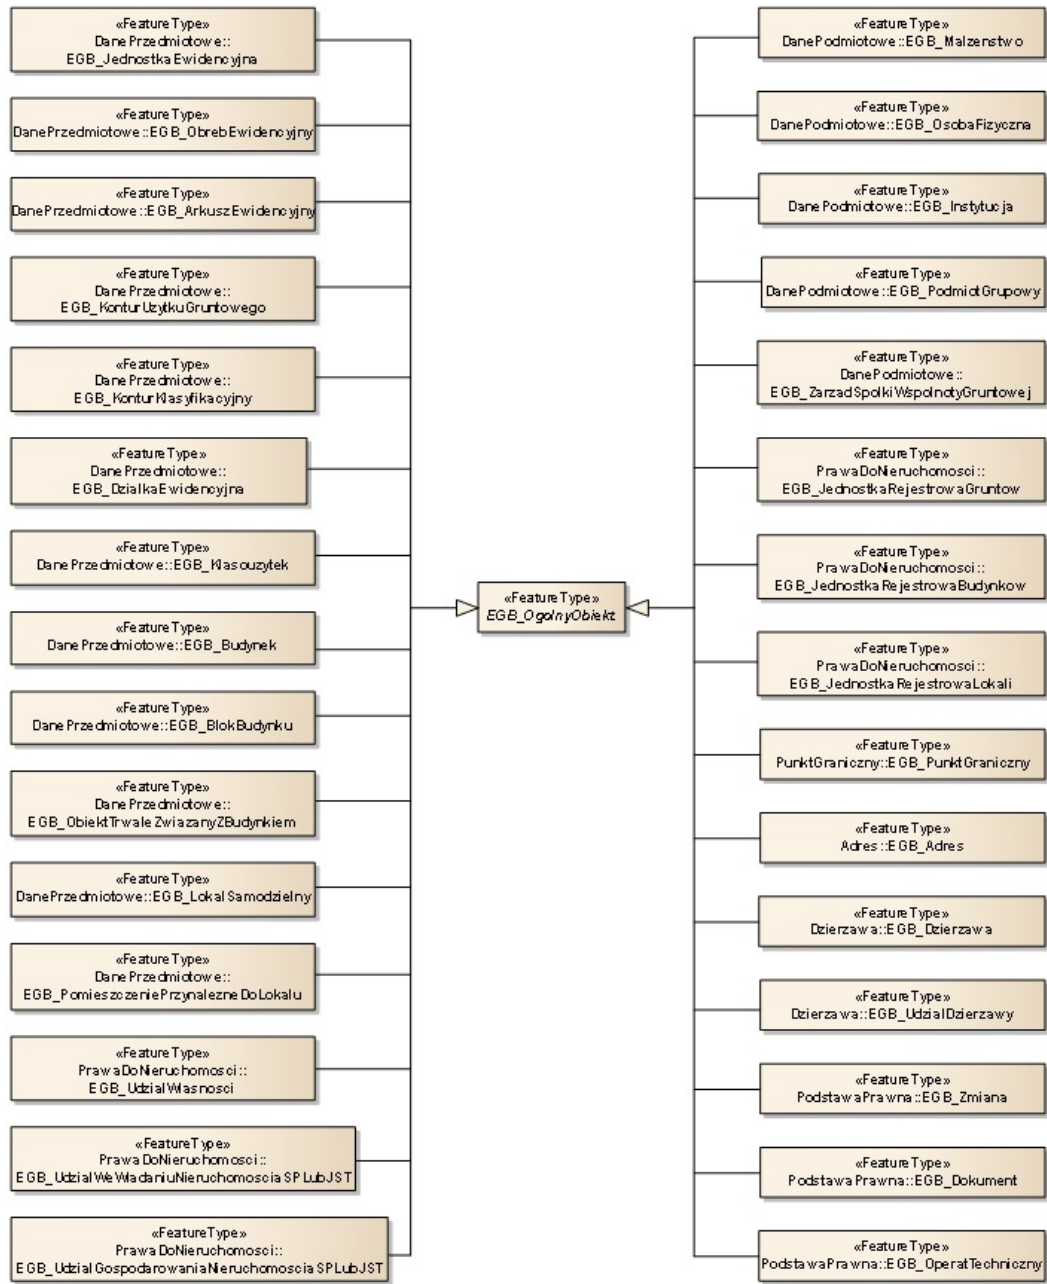 «FeatureType»
DanePrzedmiotowe::
EGB_JednostkaEwidencyjna
«FeatureType»
DanePrzedmiotowe::EGB_ObrebEwidencyjny
«FeatureType»
DanePrzedmiotowe::EGB_ArkuszEwidencyjny
«FeatureType»
DanePrzedmiotowe::
EGB_KonturUzytkuGruntowego
«FeatureType»
DanePrzedmiotowe::
EGB_KonturKlasyfikacyjny
«FeatureType»
DanePrzedmiotowe::
EGB_DzialkaEwidencyjna
«FeatureType»
DanePrzedmiotowe::EGB_Klasouzytek
«FeatureType»
DanePrzedmiotowe::EGB_Budynek
«FeatureType»
DanePrzedmiotowe::EGB_BlokBudynku
«FeatureType»
DanePrzedmiotowe::
EGB_ObiektTrwaleZwiazanyZBudynkiem
«FeatureType»
DanePrzedmiotowe::EGB_LokalSamodzielny
«FeatureType»
DanePrzedmiotowe::
EGB_PomieszczeniePrzynalezneDoLokalu
«FeatureType»
PrawaDoNieruchomosci::
EGB_UdzialWlasnosci
«FeatureType»
PrawaDoNieruchomosci::
EGB_UdzialWeWladaniuNieruchomosciaSPLubJST
«FeatureType»
PrawaDoNieruchomosci::
EGB_UdzialGospodarowaniaNieruchomosciaSPLubJST
«FeatureType»
EGB_OgolnyObiekt
«FeatureType»
DanePodmiotowe::EGB_Malzenstwo
«FeatureType»
DanePodmiotowe::EGB_OsobaFizyczna
«FeatureType»
DanePodmiotowe::EGB_Instytucja
«FeatureType»
DanePodmiotowe::EGB_PodmiotGrupowy
«FeatureType»
DanePodmiotowe::
EGB_ZarzadSpolkiWspolnotyGruntowej
«FeatureType»
PrawaDoNieruchomosci::
EGB_JednostkaRejestrowaGruntow
«FeatureType»
PrawaDoNieruchomosci::
EGB_JednostkaRejestrowaBudynkow
«FeatureType»
PrawaDoNieruchomosci::
EGB_JednostkaRejestrowaLokali
«FeatureType»
PunktGraniczny::EGB_PunktGraniczny
«FeatureType»
Adres::EGB_Adres
«FeatureType»
Dzierzawa::EGB_Dzierzawa
«FeatureType»
Dzierzawa::EGB_UdzialDzierzawy
«FeatureType»
PodstawaPrawna::EGB_Zmiana
«FeatureType»
PodstawaPrawna::EGB_Dokument
«FeatureType»
PodstawaPrawna::EGB_OperatTechniczny